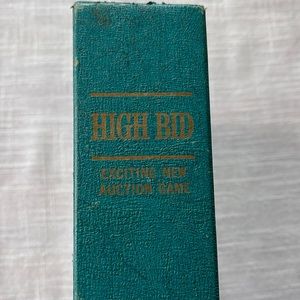 HIGH BID
EXCITING NEW
AUCTION GAME